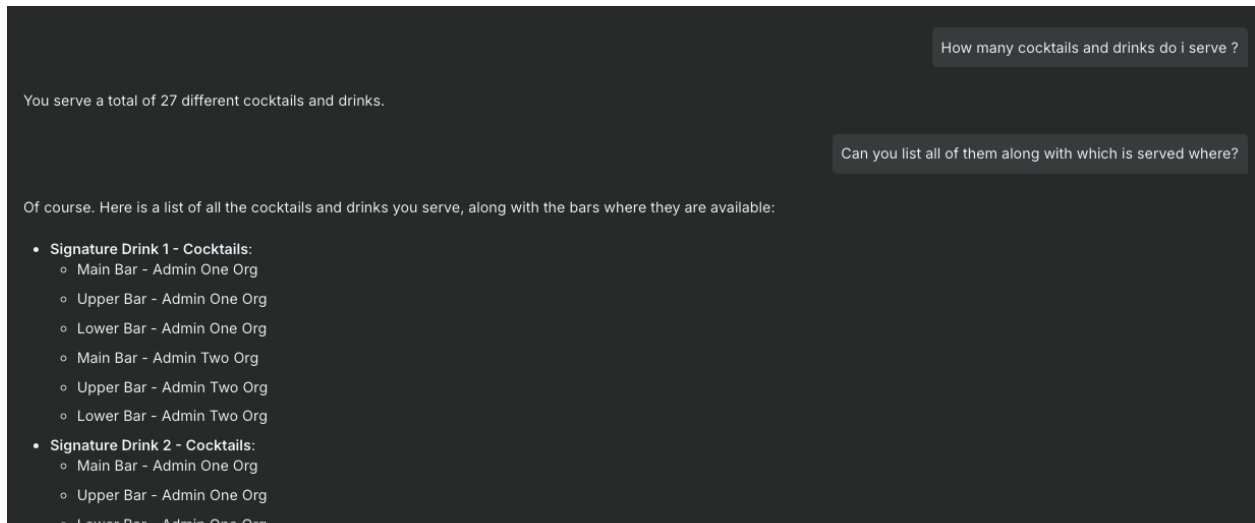 How many cocktails and drinks do i serve ?
You serve a total of 27 different cocktails and drinks.
Can you list all of them along with which is served where?
Of course. Here is a list of all the cocktails and drinks you serve, along with the bars where they are available:
• Signature Drink 1 - Cocktails:
◦ Main Bar - Admin One Org
◦ Upper Bar - Admin One Org
◦ Lower Bar - Admin One Org
◦ Main Bar - Admin Two Org
◦ Upper Bar - Admin Two Org
◦ Lower Bar - Admin Two Org
• Signature Drink 2 - Cocktails:
◦ Main Bar - Admin One Org
◦ Upper Bar - Admin One Org
◦ Lower Bar - Admin One Org